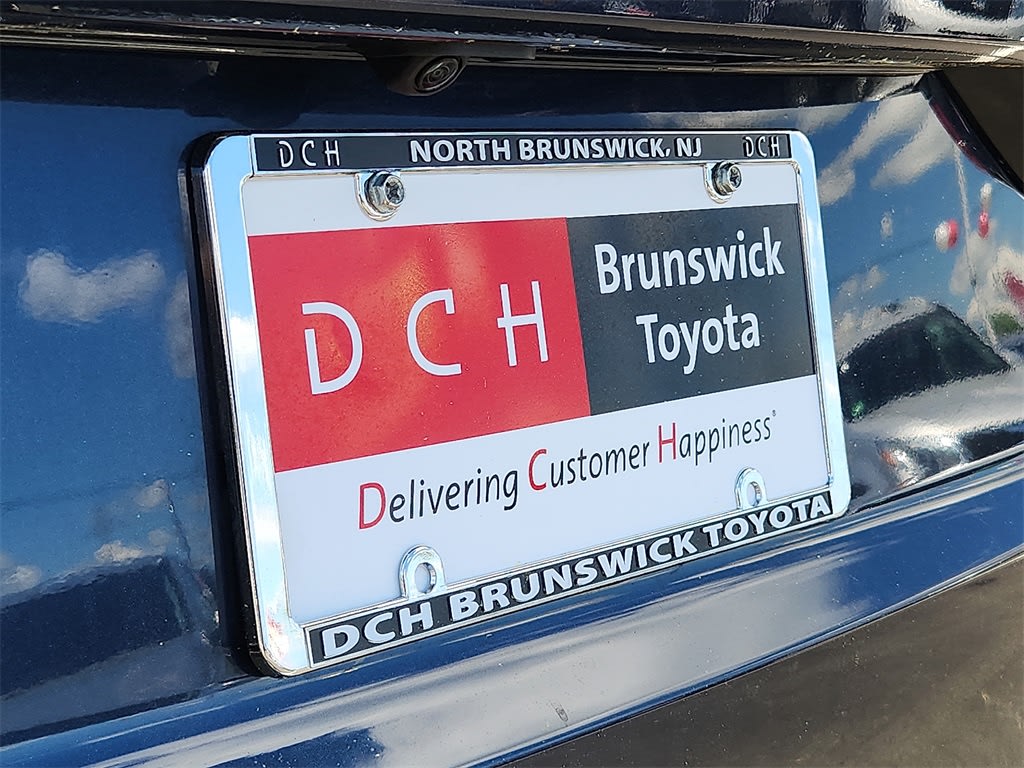 DCH NORTH BRUNSWICK, NJ DCH
DCH
Brunswick
Toyota
Delivering Customer Happiness®
DCH BRUNSWICK TOYOTA